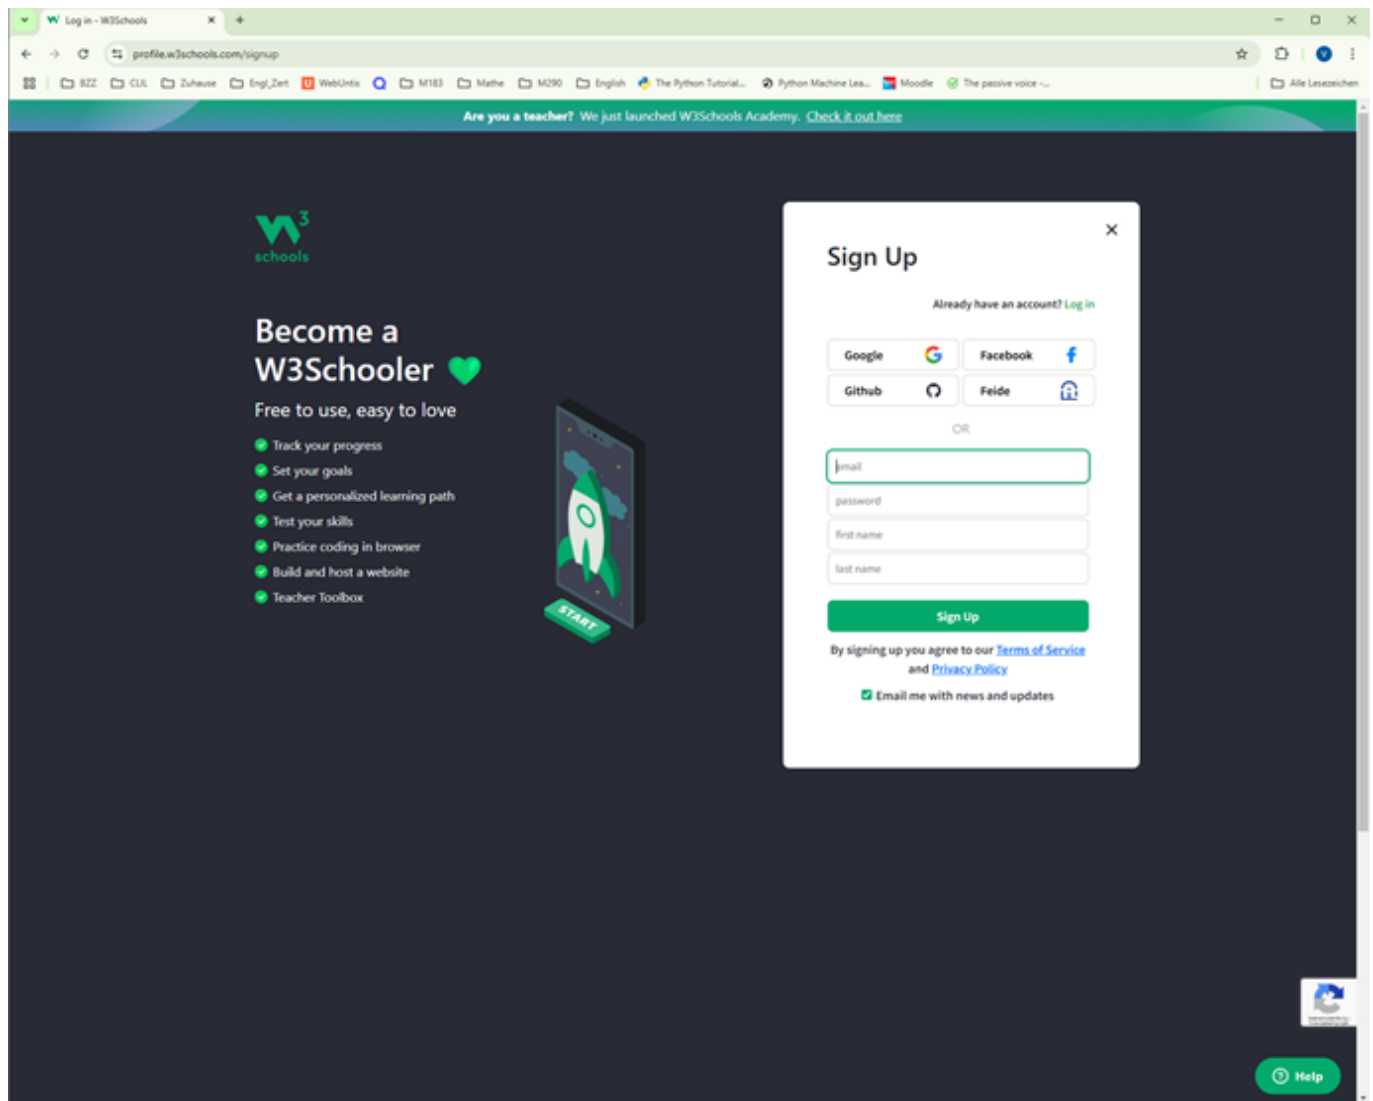 Log in - W3Schools
profile.w3schools.com/signup
BZZ CLIL Zuhause Engl_Zert WebUntis M183 Mathe M290 English The Python Tutorial... Python Machine Lea... Moodle The passive voice -... Alle Lesezeichen
Are you a teacher? We just launched W3Schools Academy. Check it out here
W3
schools
Become a
W3Schooler
Free to use, easy to love
Track your progress
Set your goals
Get a personalized learning path
Test your skills
Practice coding in browser
Build and host a website
Teacher Toolbox
START
Sign Up
Already have an account? Log in
Google Facebook
Github Feide
OR
email
password
first name
last name
Sign Up
By signing up you agree to our Terms of Service
and Privacy Policy
Email me with news and updates
Help